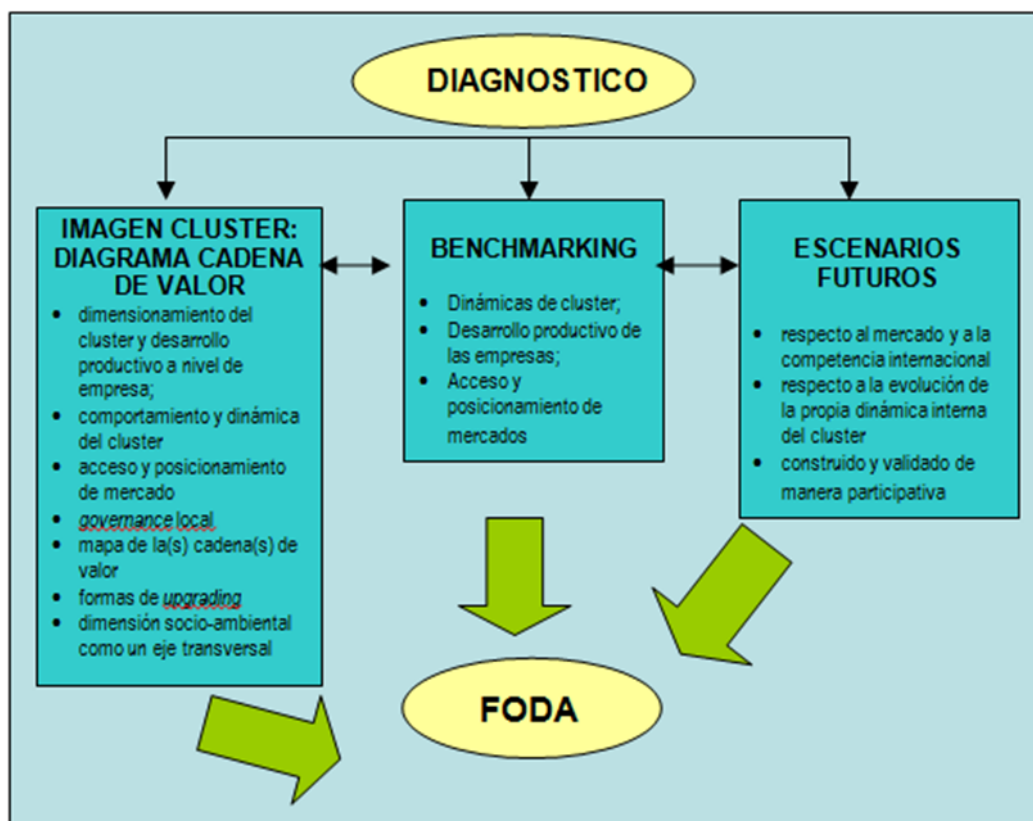 DIAGNOSTICO
IMAGEN CLUSTER:
DIAGRAMA CADENA
DE VALOR
• dimensionamiento del
cluster y desarrollo
productivo a nivel de
empresa;
• comportamiento y dinámica
del cluster
• acceso y posicionamiento
de mercado
• governance local
• mapa de la(s) cadena(s) de
valor
• formas de upgrading
• dimensión socio-ambiental
como un eje transversal
BENCHMARKING
• Dinámicas de cluster;
• Desarrollo productivo de
las empresas;
• Acceso y
posicionamiento de
mercados
ESCENARIOS
FUTUROS
• respecto al mercado y a la
competencia internacional
• respecto a la evolución de
la propia dinámica interna
del cluster
• construido y validado de
manera participativa
FODA